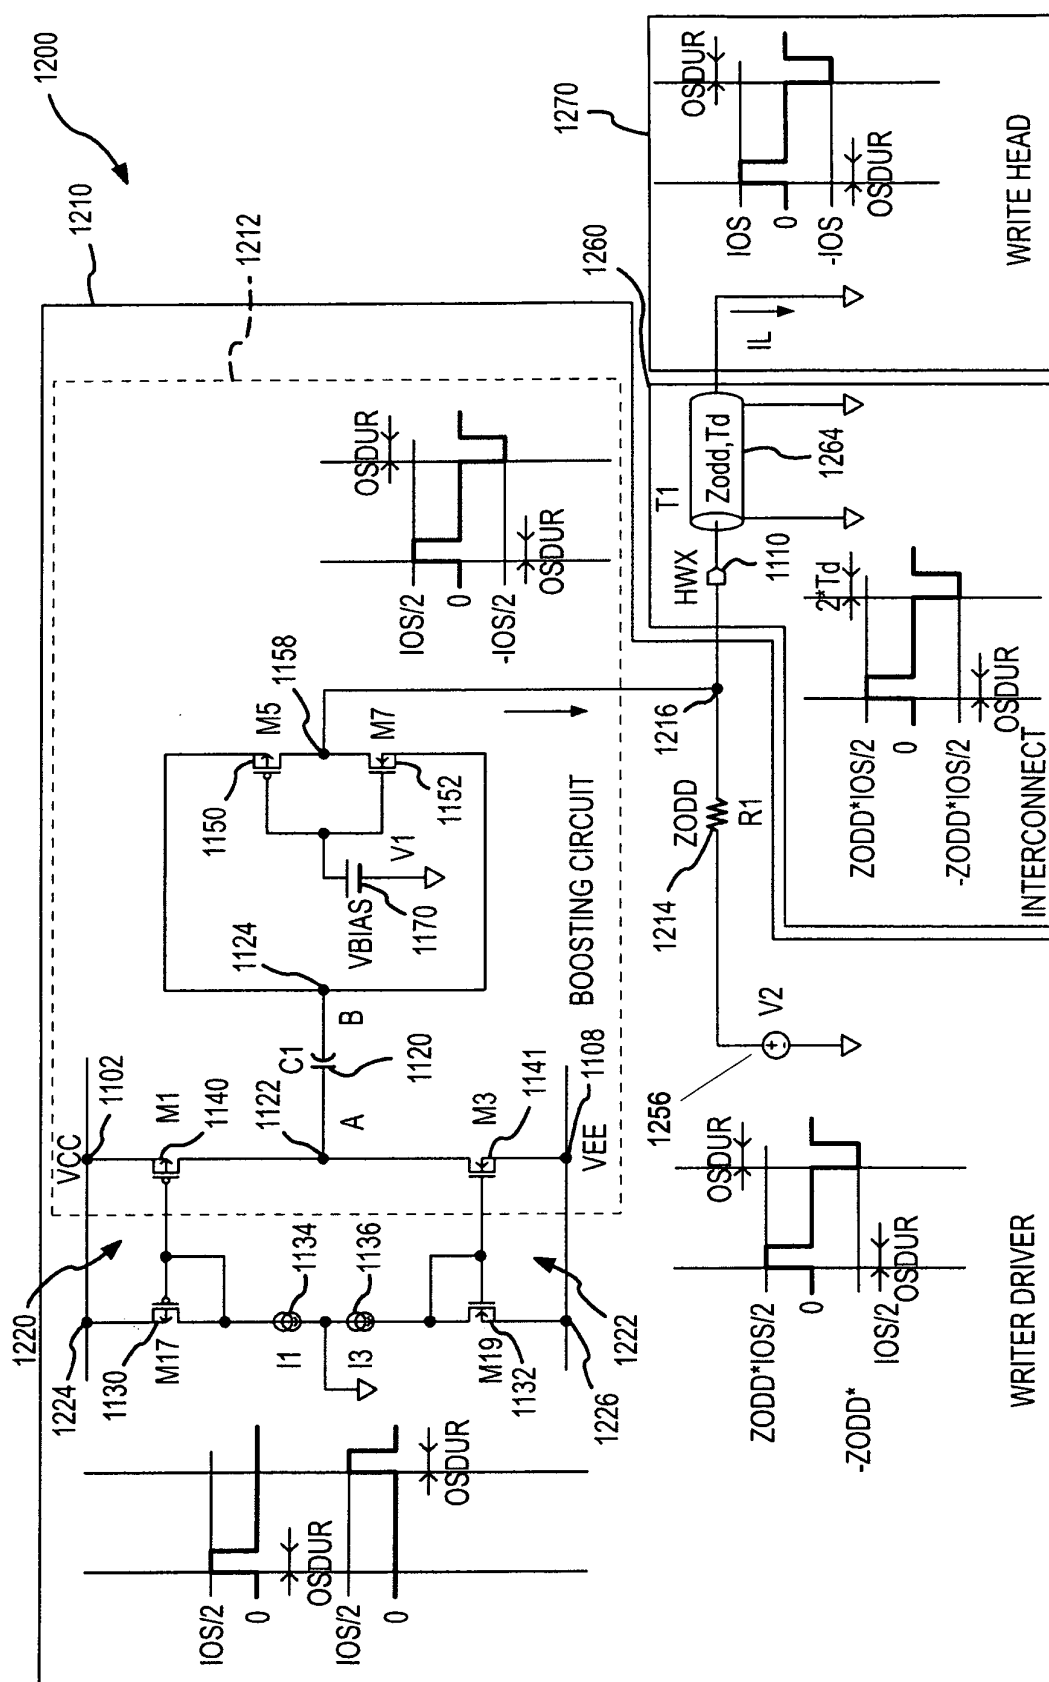 1200
1210
1212
1220
VCC
1102
1224
1130
M17
M1
1140
I1
1134
I3
1136
1122
A
C1
1120
B
1124
VBIAS
V1
1170
1150
M5
1158
M7
1152
M19
1132
M3
1141
VEE
1108
1222
1226
BOOSTING CIRCUIT
IOS/2
0
OSDUR
IOS/2
0
OSDUR
OSDUR
IOS/2
0
-IOS/2
OSDUR
1256
V2
1214
ZODD
R1
1216
OSDUR
ZODD*IOS/2
0
-ZODD*
IOS/2
OSDUR
WRITER DRIVER
HWX
1110
T1
Zodd,Td
1264
1260
2*Td
ZODD*IOS/2
0
-ZODD*IOS/2
OSDUR
INTERCONNECT
1270
IL
OSDUR
IOS
0
-IOS
OSDUR
WRITE HEAD